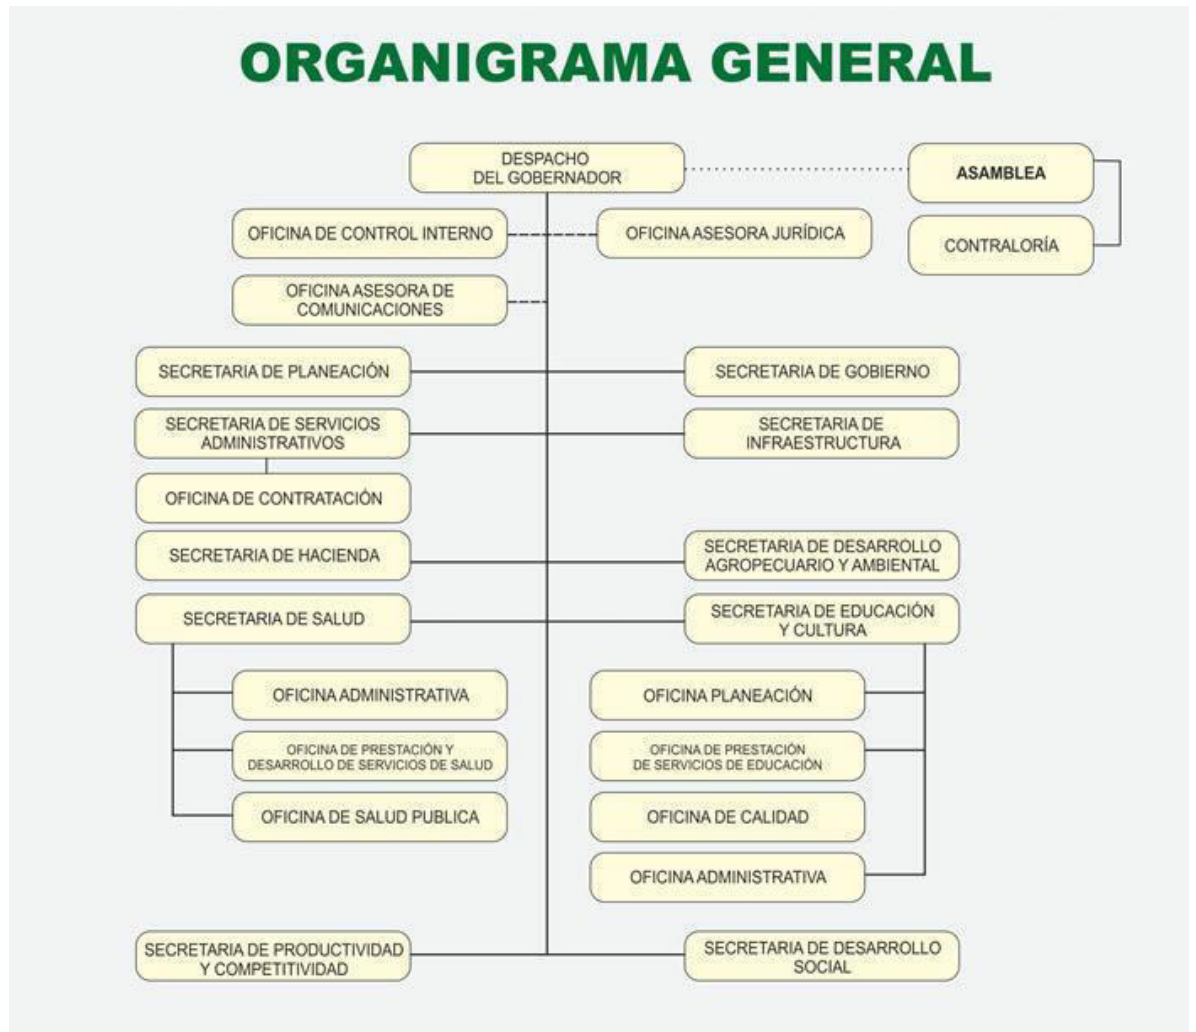 ORGANIGRAMA GENERAL
DESPACHO
DEL GOBERNADOR
ASAMBLEA
OFICINA DE CONTROL INTERNO
OFICINA ASESORA JURÍDICA
CONTRALORÍA
OFICINA ASESORA DE
COMUNICACIONES
SECRETARIA DE PLANEACIÓN
SECRETARIA DE GOBIERNO
SECRETARIA DE SERVICIOS
ADMINISTRATIVOS
SECRETARIA DE
INFRAESTRUCTURA
OFICINA DE CONTRATACIÓN
SECRETARIA DE HACIENDA
SECRETARIA DE DESARROLLO
AGROPECUARIO Y AMBIENTAL
SECRETARIA DE SALUD
SECRETARIA DE EDUCACIÓN
Y CULTURA
OFICINA ADMINISTRATIVA
OFICINA PLANEACIÓN
OFICINA DE PRESTACIÓN Y
DESARROLLO DE SERVICIOS DE SALUD
OFICINA DE PRESTACIÓN
DE SERVICIOS DE EDUCACIÓN
OFICINA DE SALUD PUBLICA
OFICINA DE CALIDAD
OFICINA ADMINISTRATIVA
SECRETARIA DE PRODUCTIVIDAD
Y COMPETITIVIDAD
SECRETARIA DE DESARROLLO
SOCIAL